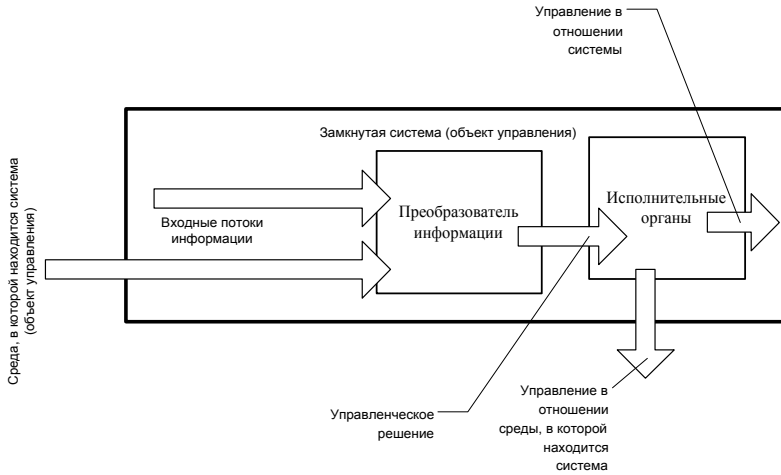 Управление в
отношении
системы
Замкнутая система (объект управления)
Среда, в которой находится система
(объект управления)
Входные потоки
информации
Преобразователь
информации
Исполнительные
органы
Управленческое
решение
Управление в
отношении
среды, в которой
находится
система